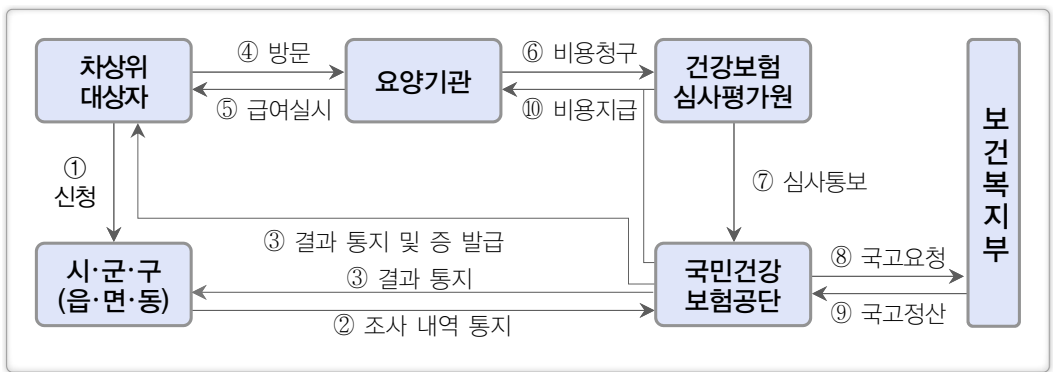 차상위
대상자
④ 방문
⑤ 급여실시
요양기관
⑥ 비용청구
⑩ 비용지급
건강보험
심사평가원
보건복지부
①
신청
⑦ 심사통보
③ 결과 통지 및 증 발급
③ 결과 통지
② 조사 내역 통지
시·군·구
(읍·면·동)
국민건강
보험공단
⑧ 국고요청
⑨ 국고정산